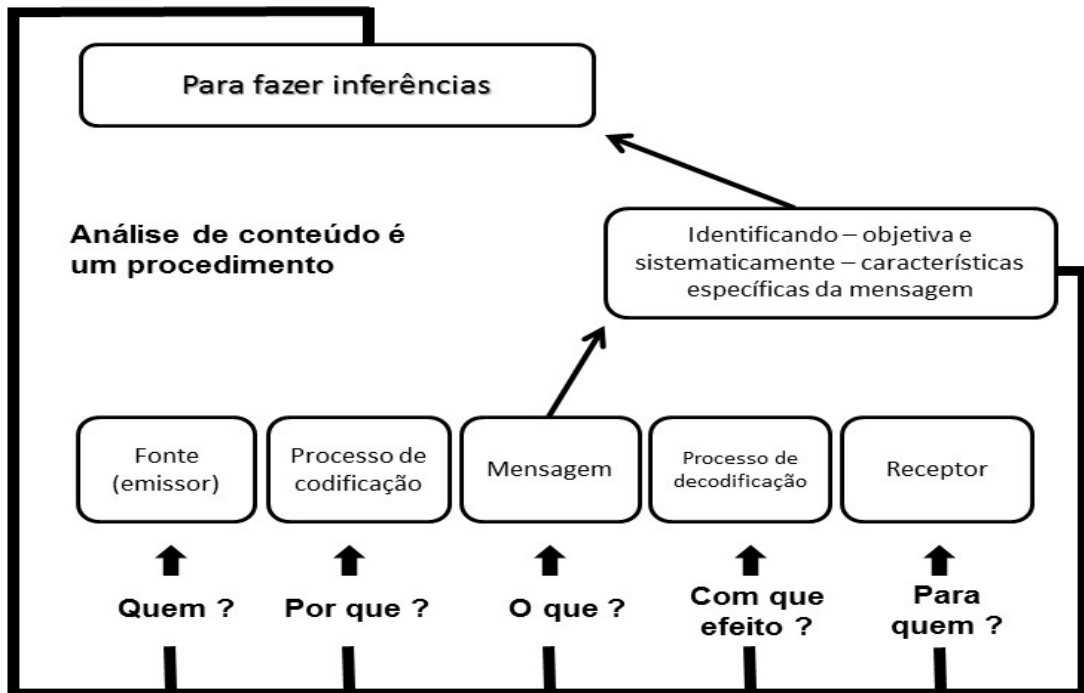 Para fazer inferências
Análise de conteúdo é
um procedimento
Identificando – objetiva e
sistematicamente – características
específicas da mensagem
Fonte
(emissor)
Processo de
codificação
Mensagem
Processo de
decodificação
Receptor
Quem ?
Por que ?
O que ?
Com que
efeito ?
Para
quem ?